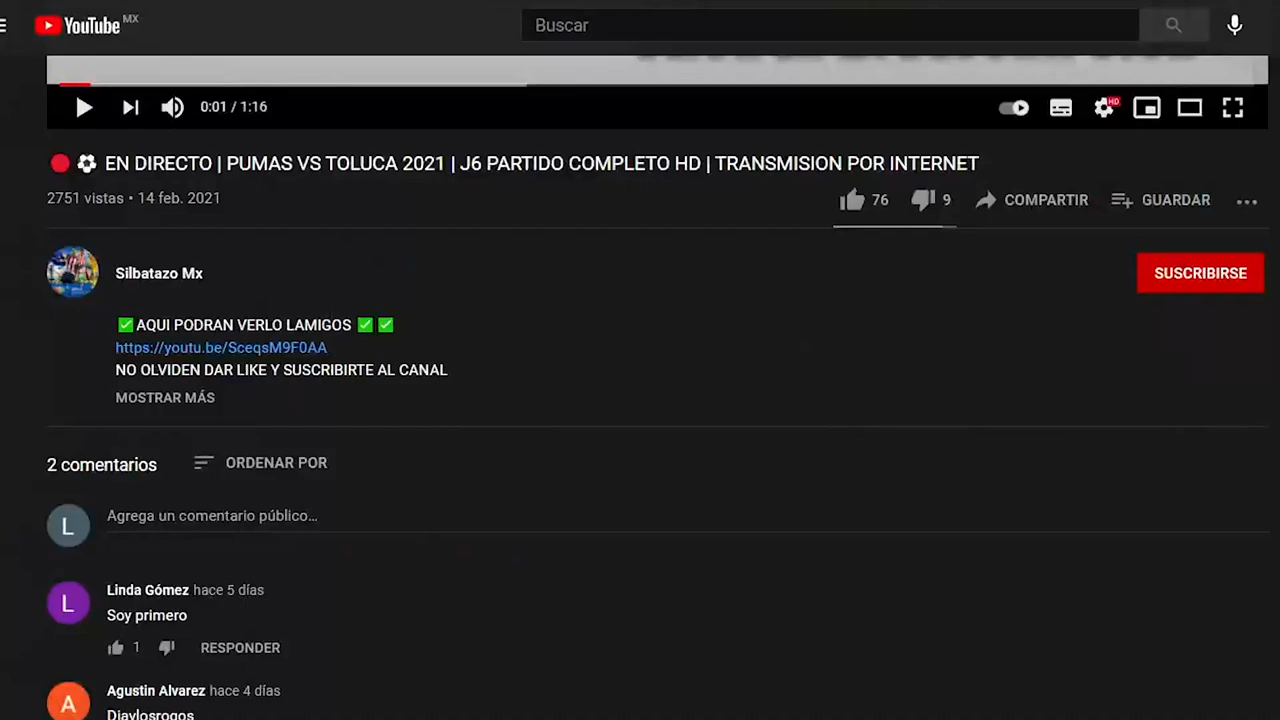 YouTube MX
Buscar
0:01 / 1:16
HD
EN DIRECTO | PUMAS VS TOLUCA 2021 | J6 PARTIDO COMPLETO HD | TRANSMISION POR INTERNET
2751 vistas • 14 feb. 2021
76
9
COMPARTIR
GUARDAR
Silbatazo Mx
SUSCRIBIRSE
✅AQUI PODRAN VERLO LAMIGOS ✅ ✅
https://youtu.be/SceqsM9F0AA
NO OLVIDEN DAR LIKE Y SUSCRIBIRTE AL CANAL
MOSTRAR MÁS
2 comentarios
ORDENAR POR
L
Agrega un comentario público...
L
Linda Gómez hace 5 días
Soy primero
1
RESPONDER
A
Agustin Alvarez hace 4 días
Diaylosrogos